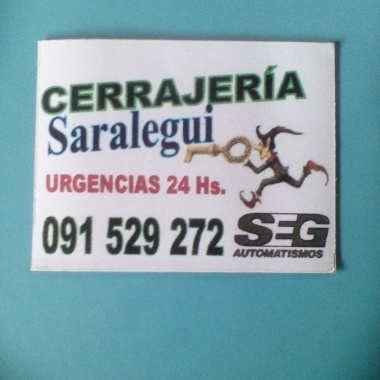 CERRAJERÍA
Saralegui
URGENCIAS 24 Hs.
091 529 272
SEG
AUTOMATISMOS